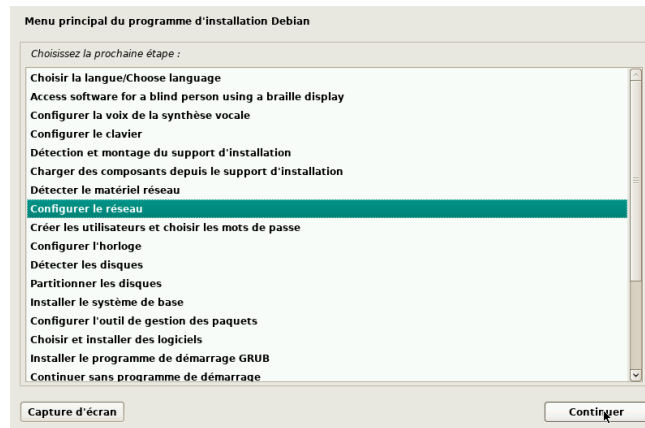 Menu principal du programme d'installation Debian
Choisissez la prochaine étape :
Choisir la langue/Choose language
Access software for a blind person using a braille display
Configurer la voix de la synthèse vocale
Configurer le clavier
Détection et montage du support d'installation
Charger des composants depuis le support d'installation
Détecter le matériel réseau
Configurer le réseau
Créer les utilisateurs et choisir les mots de passe
Configurer l'horloge
Détecter les disques
Partitionner les disques
Installer le système de base
Configurer l'outil de gestion des paquets
Choisir et installer des logiciels
Installer le programme de démarrage GRUB
Continuer sans programme de démarrage
Capture d'écran
Continuer